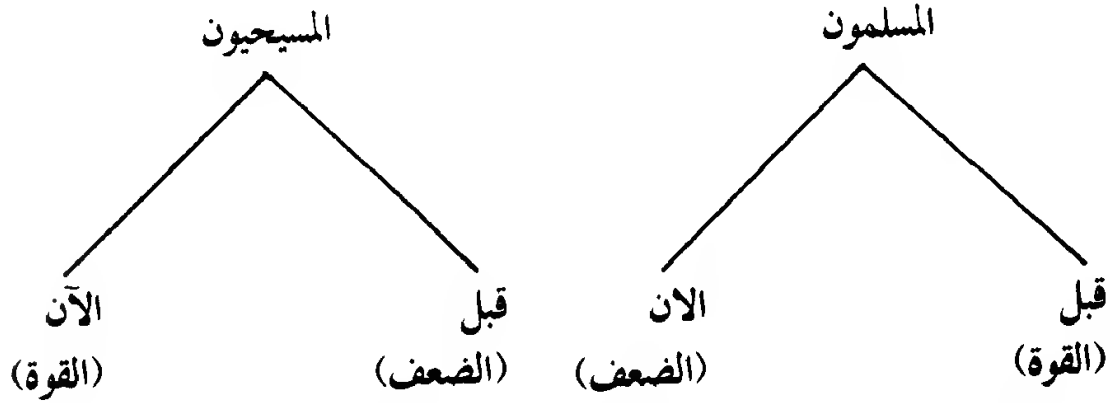 المسلمون
المسيحيون
قبل
الان
قبل
الآن
(القوة)
(الضعف)
(الضعف)
(القوة)